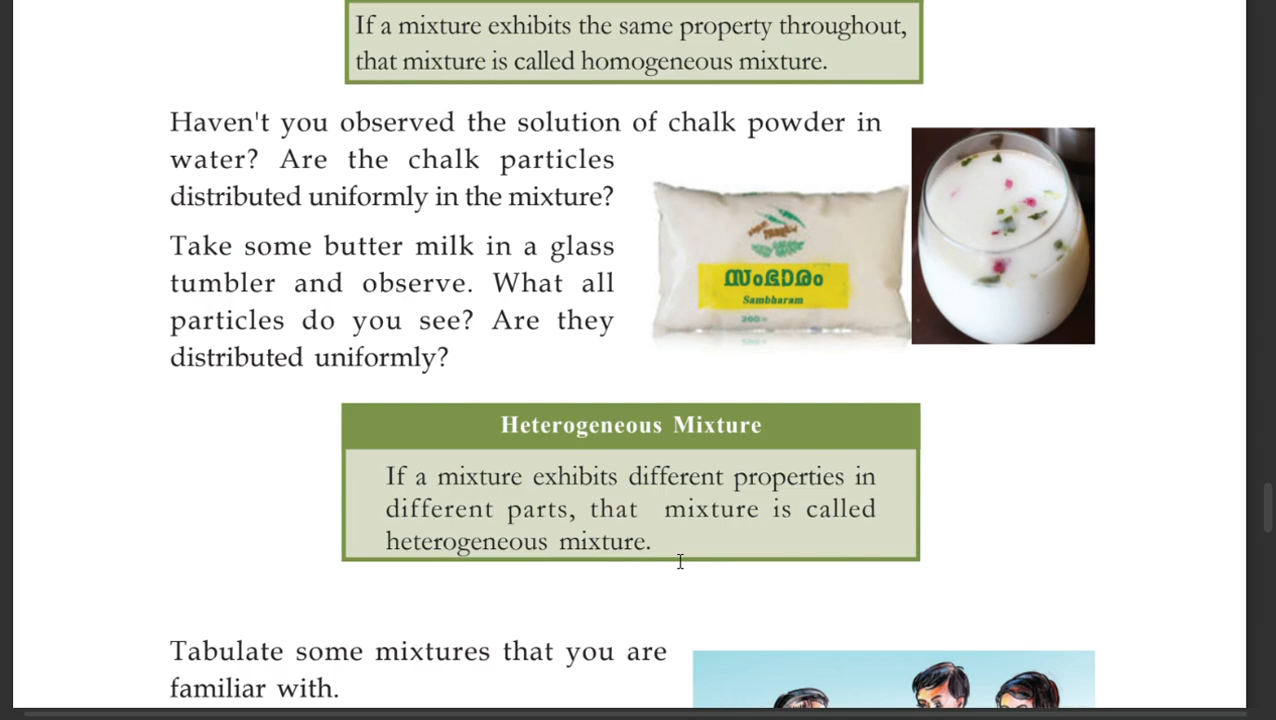 If a mixture exhibits the same property throughout,
that mixture is called homogeneous mixture.
Haven't you observed the solution of chalk powder in
water? Are the chalk particles
distributed uniformly in the mixture?
Take some butter milk in a glass
tumbler and observe. What all
particles do you see? Are they
distributed uniformly?
സംഭാരം
Sambharam
Heterogeneous Mixture
If a mixture exhibits different properties in
different parts, that mixture is called
heterogeneous mixture.
Tabulate some mixtures that you are
familiar with.